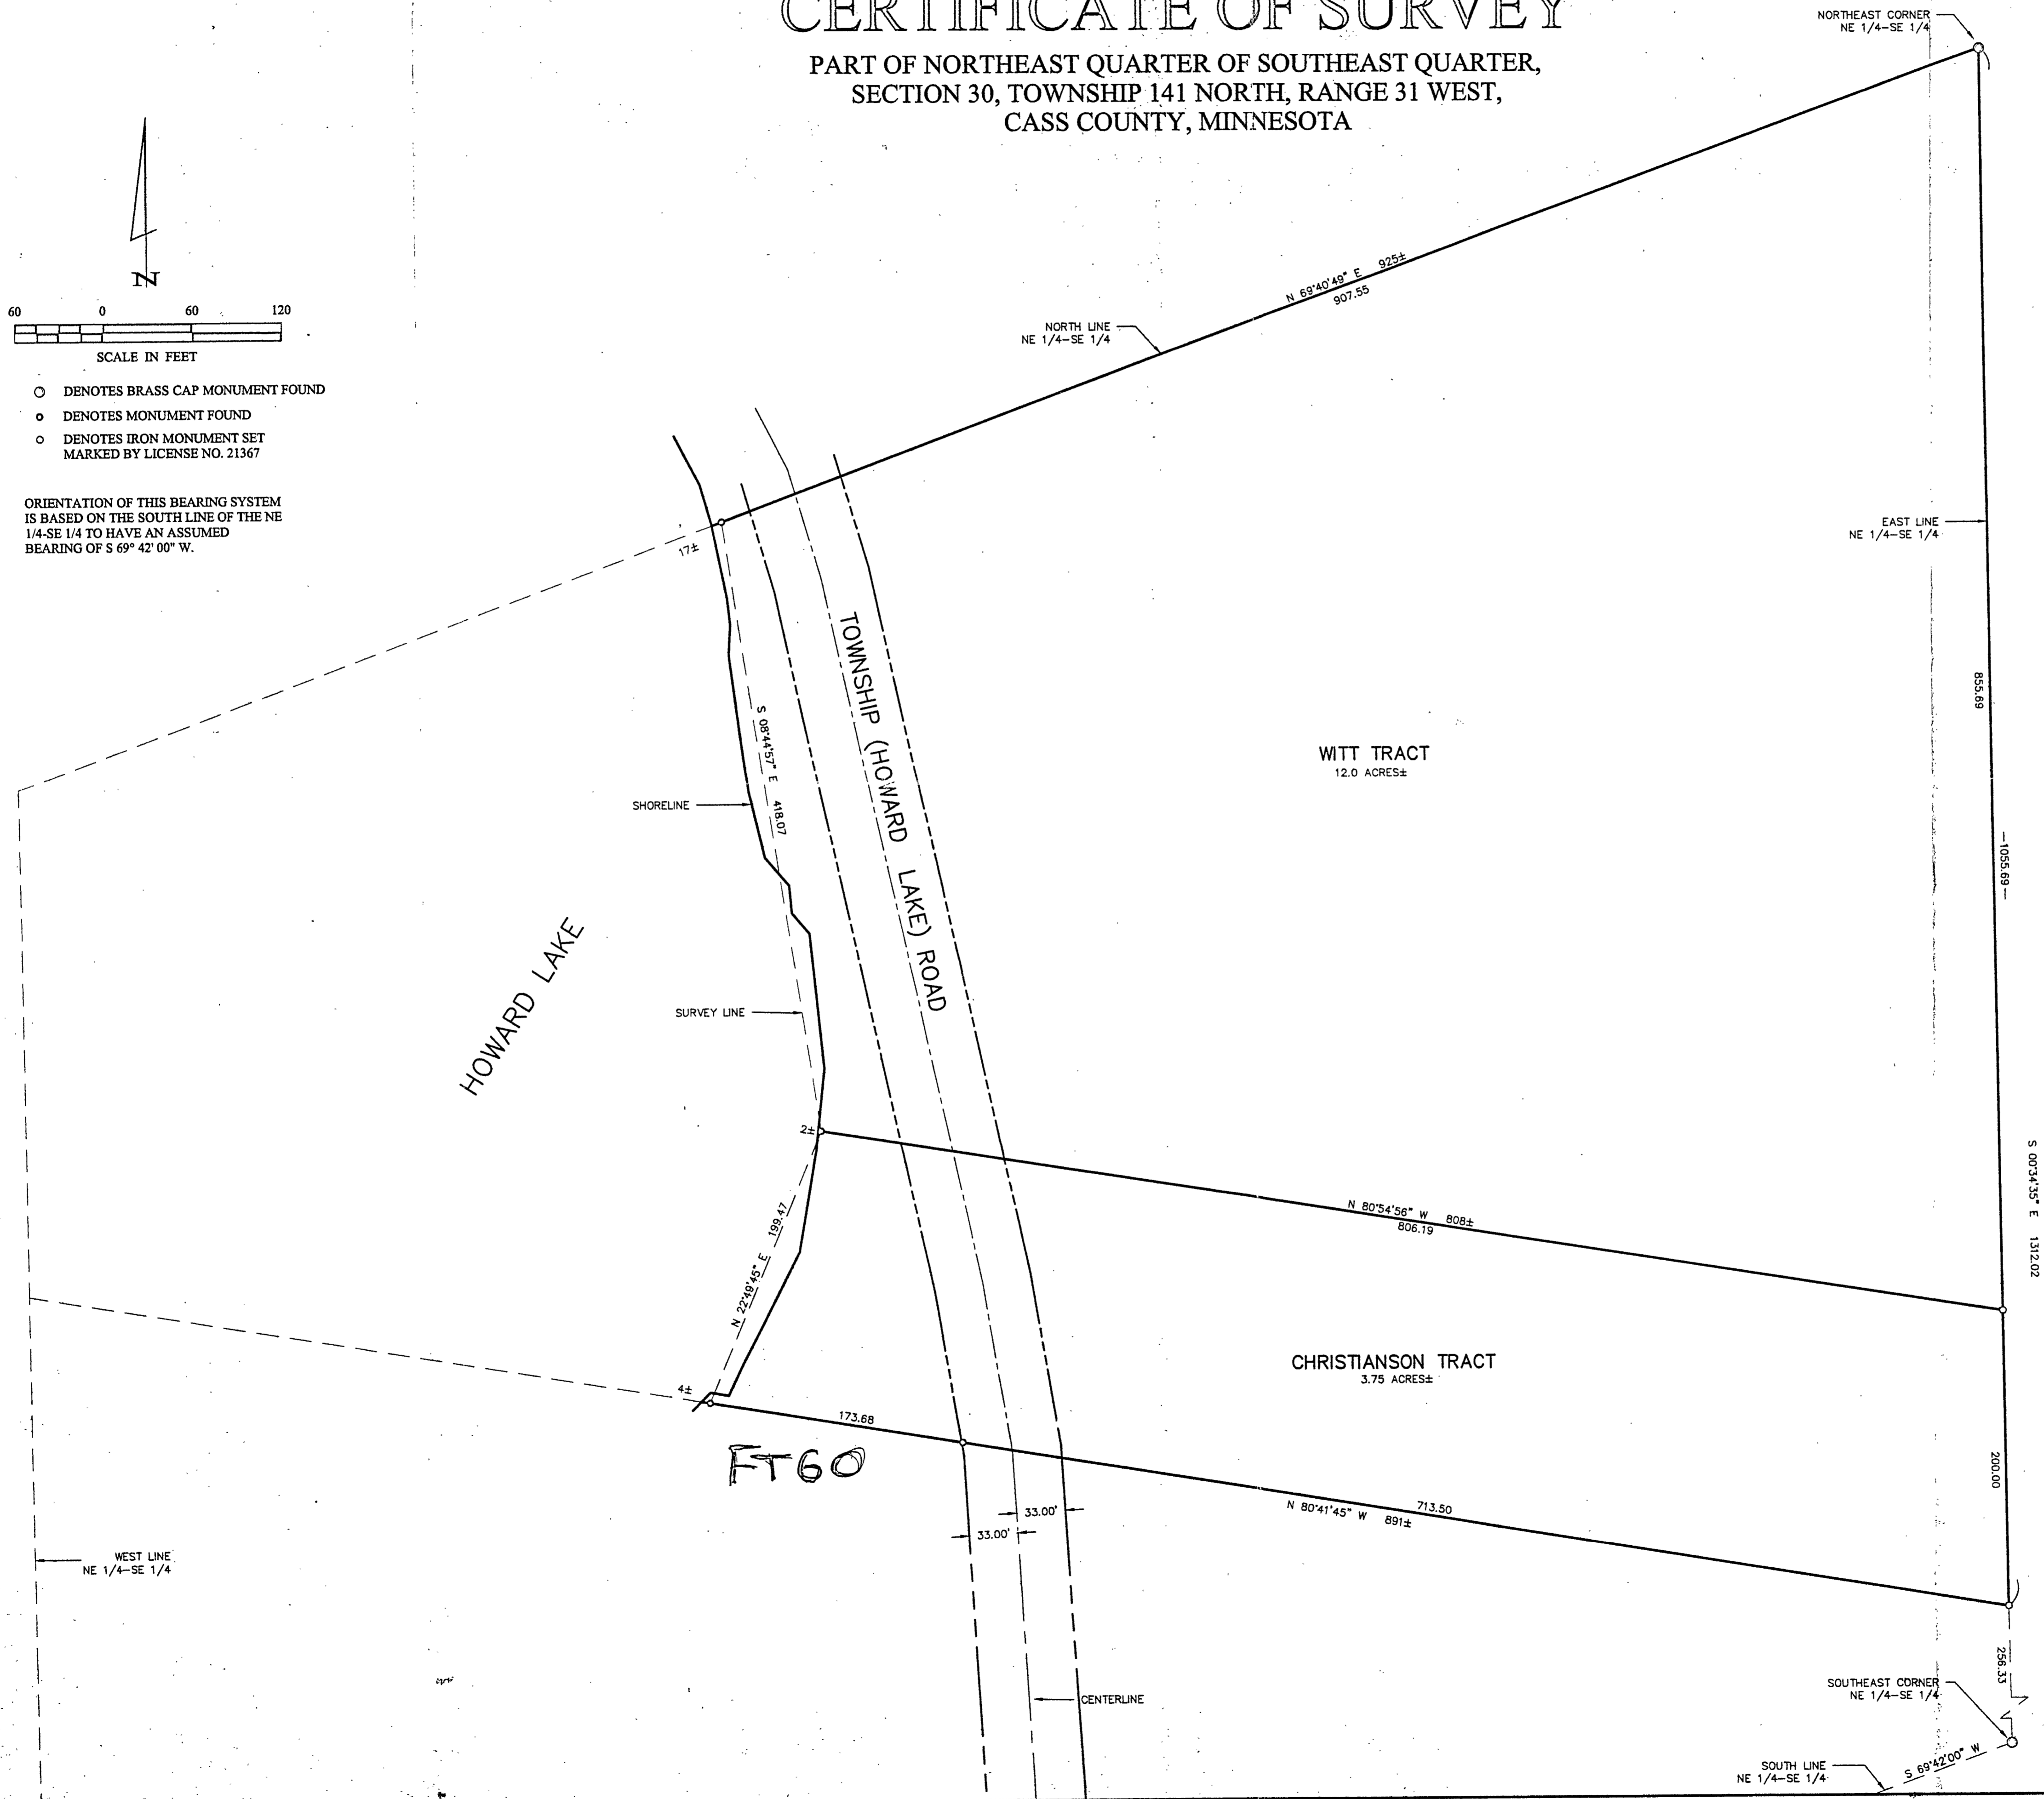 CERTIFICATE OF SURVEY
PART OF NORTHEAST QUARTER OF SOUTHEAST QUARTER,
SECTION 30, TOWNSHIP 141 NORTH, RANGE 31 WEST,
CASS COUNTY, MINNESOTA
NORTHEAST CORNER
NE 1/4-SE 1/4
N
60 0 60 120
SCALE IN FEET
DENOTES BRASS CAP MONUMENT FOUND
DENOTES MONUMENT FOUND
DENOTES IRON MONUMENT SET
MARKED BY LICENSE NO. 21367
ORIENTATION OF THIS BEARING SYSTEM
IS BASED ON THE SOUTH LINE OF THE NE
1/4-SE 1/4 TO HAVE AN ASSUMED
BEARING OF S 69° 42' 00" W.
N 69°40'49" E 925±
907.55
NORTH LINE
NE 1/4-SE 1/4
EAST LINE
NE 1/4-SE 1/4
17±
855.69
S 08°44'57" E 418.07
TOWNSHIP (HOWARD LAKE) ROAD
WITT TRACT
12.0 ACRES±
SHORELINE
-1055.69-
HOWARD LAKE
SURVEY LINE
2±
S 00°34'35" E 1312.02
N 80°54'56" W 808±
806.19
N 22°49'45" E 199.47
CHRISTIANSON TRACT
3.75 ACRES±
4±
173.68
FT60
200.00
713.50
N 80°41'45" W 891±
33.00'
33.00'
WEST LINE
NE 1/4-SE 1/4
256.33
SOUTHEAST CORNER
NE 1/4-SE 1/4
CENTERLINE
S 69°42'00" W
SOUTH LINE
NE 1/4-SE 1/4